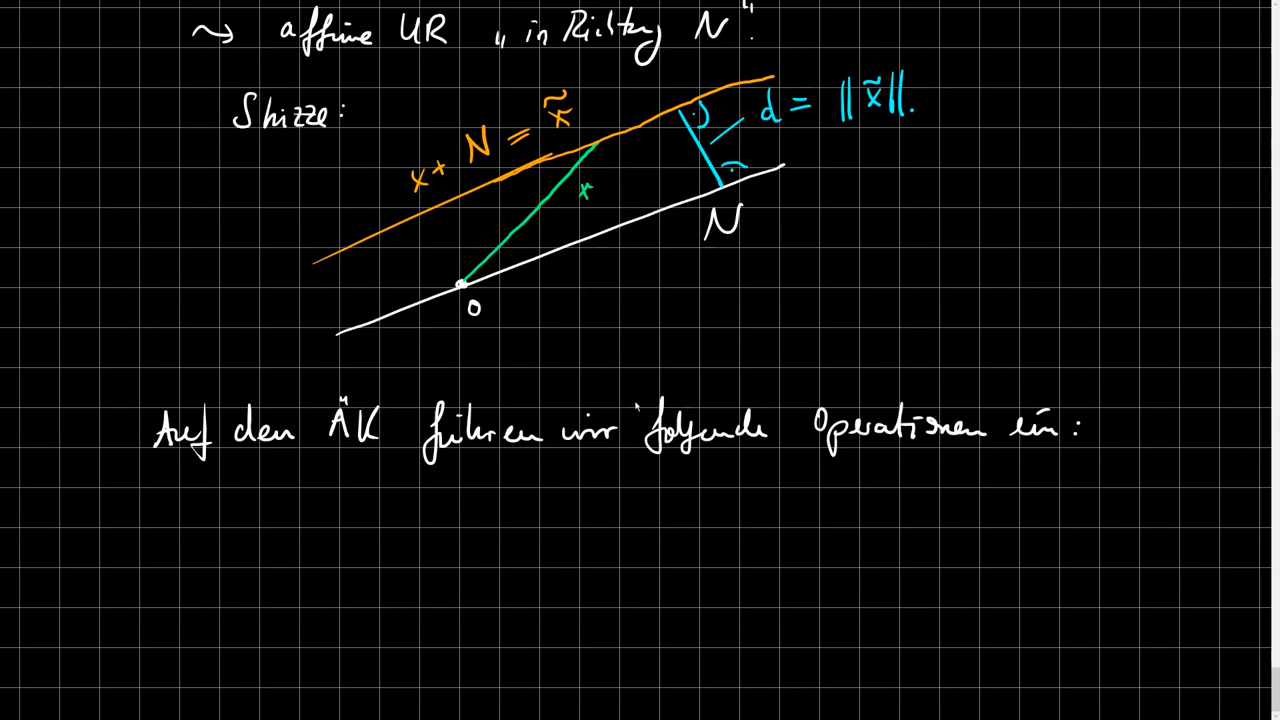 ↝ affine UR „in Richtung N“.
Skizze:
x + N = x̃
d = ‖x̃‖.
x
N
0
Auf den ÄK führen wir folgende Operationen ein: